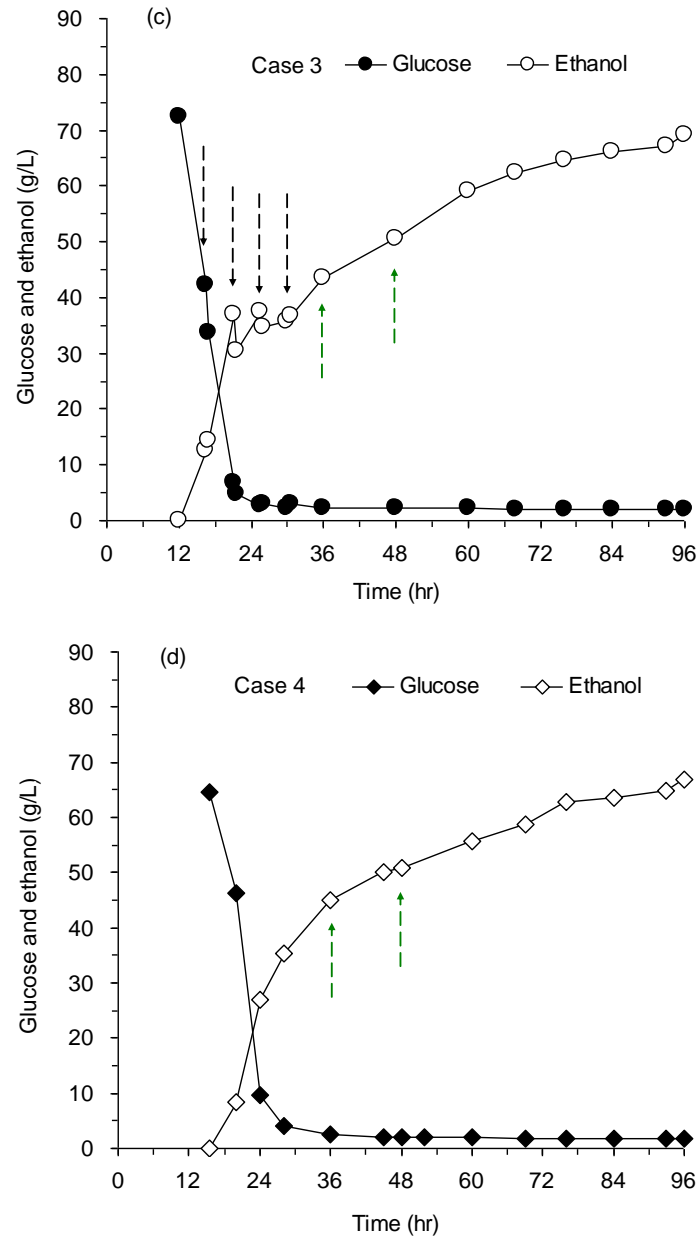 (c)
Case 3 Glucose Ethanol
Glucose and ethanol (g/L)
90
80
70
60
50
40
30
20
10
0
0 12 24 36 48 60 72 84 96
Time (hr)
(d)
Case 4 Glucose Ethanol
Glucose and ethanol (g/L)
90
80
70
60
50
40
30
20
10
0
0 12 24 36 48 60 72 84 96
Time (hr)